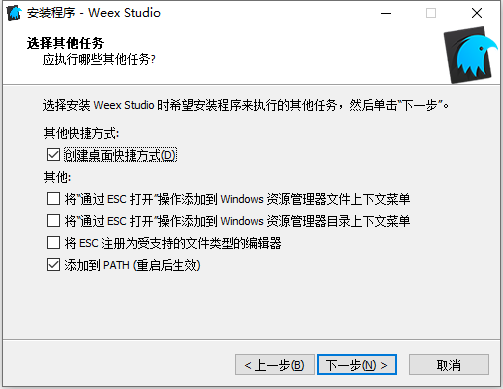 安装程序 - Weex Studio
选择其他任务
应执行哪些其他任务?
选择安装 Weex Studio 时希望安装程序来执行的其他任务，然后单击“下一步”。
其他快捷方式:
创建桌面快捷方式(D)
其他:
将“通过 ESC 打开“操作添加到 Windows 资源管理器文件上下文菜单
将“通过 ESC 打开“操作添加到 Windows 资源管理器目录上下文菜单
将 ESC 注册为受支持的文件类型的编辑器
添加到 PATH (重启后生效)
< 上一步(B) 下一步(N) > 取消